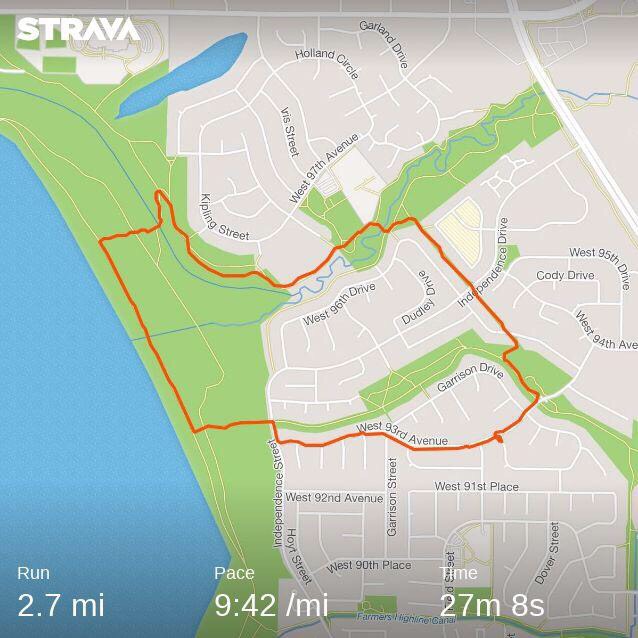 STRAVA
Garland Drive
Holland Circle
Iris Street
West 97th Avenue
Kipling Street
Independence Drive
West 95th Drive
Cody Drive
West 96th Drive
Dudley Drive
West 94th Ave
Garrison Drive
West 93rd Avenue
Independence Street
Garrison Street
West 91st Place
West 92nd Avenue
Hoyt Street
Dover Street
West 90th Place
Street
Run
Pace
Time
2.7 mi
9:42 /mi
27m 8s
Farmers Highline Canal